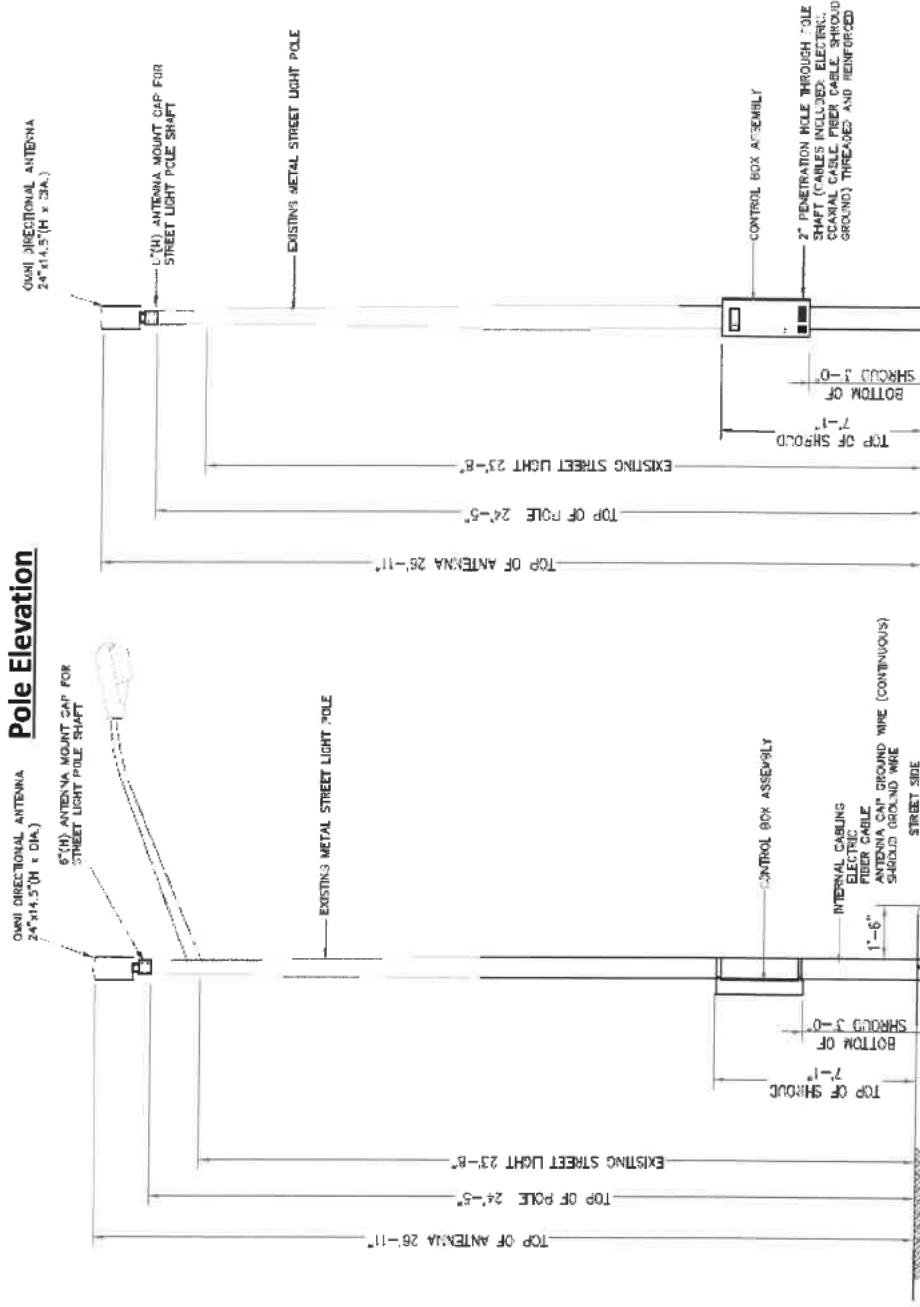 Pole Elevation
OMNI DIRECTIONAL ANTENNA
24"x14.5"(H x DIA.)
6"(H) ANTENNA MOUNT CAP FOR
STREET LIGHT POLE SHAFT
EXISTING METAL STREET LIGHT POLE
CONTROL BOX ASSEMBLY
INTERNAL CABLING
ELECTRIC
FIBER CABLE
ANTENNA CAP GROUND WIRE (CONTINUOUS)
SHROUD GROUND WIRE
1'-6"
STREET SIDE
TOP OF ANTENNA 26'-11"
TOP OF POLE 24'-5"
EXISTING STREET LIGHT 23'-8"
TOP OF SHROUD
7'-1"
BOTTOM OF
SHROUD 3'-0"
OMNI DIRECTIONAL ANTENNA
24"x14.5"(H x DIA.)
(H) ANTENNA MOUNT CAP FOR
STREET LIGHT POLE SHAFT
EXISTING METAL STREET LIGHT POLE
CONTROL BOX ASSEMBLY
2" PENETRATION HOLE THROUGH POLE
SHAFT (CABLES INCLUDED: ELECTRIC,
COAXIAL CABLE, FIBER CABLE, SHROUD
GROUND) THREADED AND REINFORCED
TOP OF ANTENNA 26'-11"
TOP OF POLE 24'-5"
EXISTING STREET LIGHT 23'-8"
TOP OF SHROUD
7'-1"
BOTTOM OF
SHROUD 3'-0"